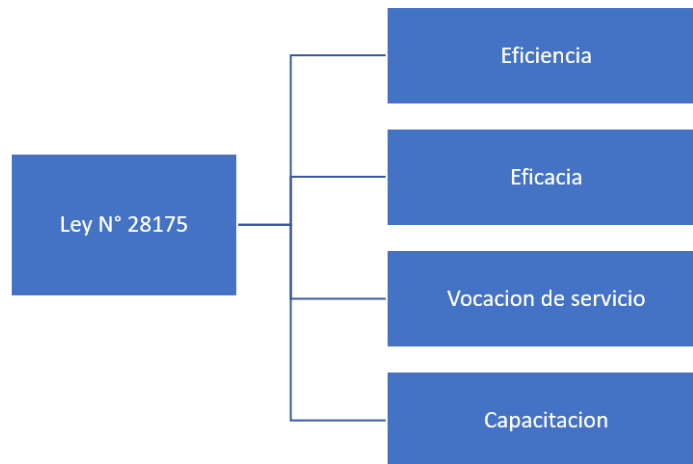 Ley N° 28175
Eficiencia
Eficacia
Vocacion de servicio
Capacitacion